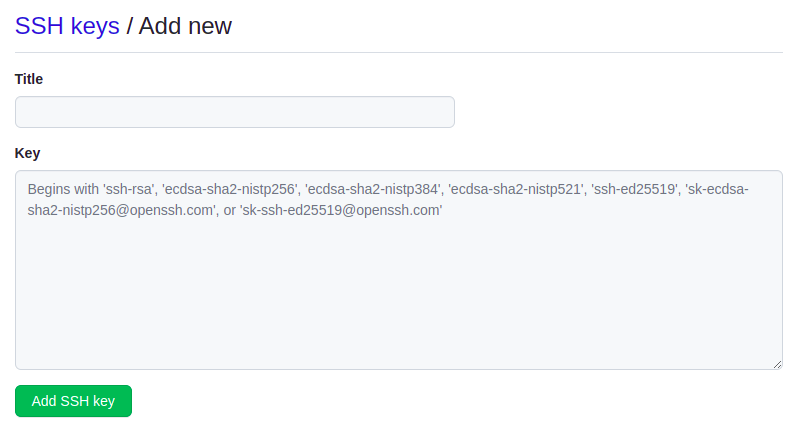 SSH keys / Add new
Title
Key
Begins with 'ssh-rsa', 'ecdsa-sha2-nistp256', 'ecdsa-sha2-nistp384', 'ecdsa-sha2-nistp521', 'ssh-ed25519', 'sk-ecdsa-
sha2-nistp256@openssh.com', or 'sk-ssh-ed25519@openssh.com'
Add SSH key